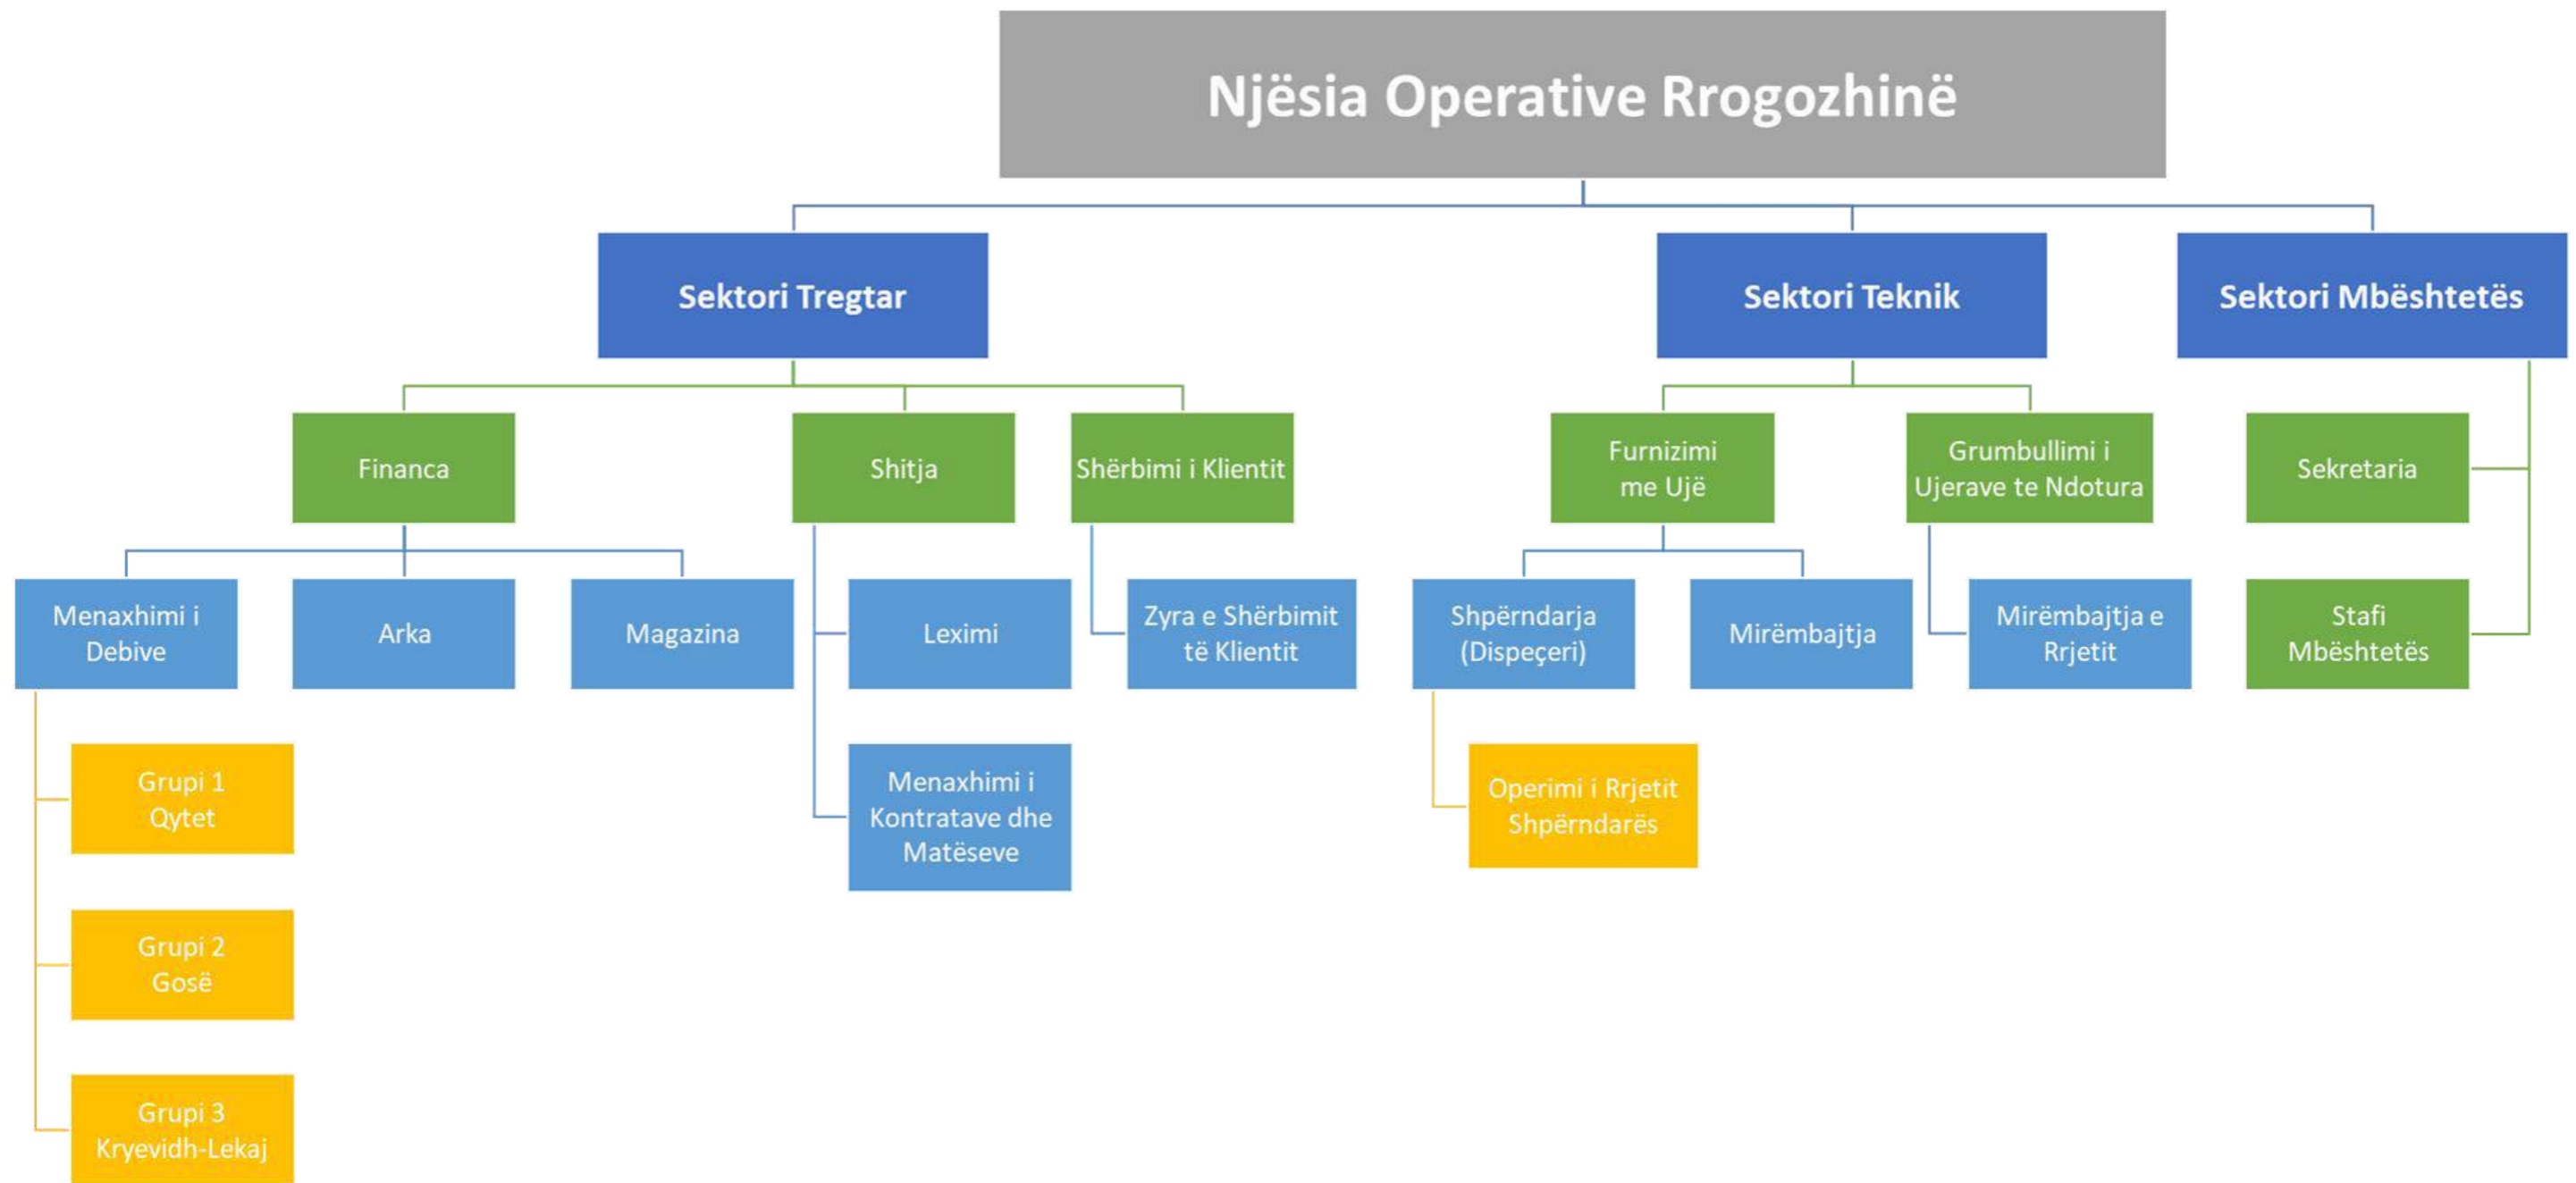 Njësia Operative Rrogozhinë
Sektori Tregtar
Sektori Teknik
Sektori Mbështetës
Financa
Shitja
Shërbimi i Klientit
Furnizimi
me Ujë
Grumbullimi i
Ujerave te Ndotura
Sekretaria
Menaxhimi i
Debive
Arka
Magazina
Leximi
Zyra e Shërbimit
të Klientit
Shpërndarja
(Dispeçeri)
Mirëmbajtja
Mirëmbajtja e
Rrjetit
Stafi
Mbështetës
Grupi 1
Qytet
Menaxhimi i
Kontratave dhe
Matëseve
Operimi i Rrjetit
Shpërndarës
Grupi 2
Gosë
Grupi 3
Kryevidh-Lekaj